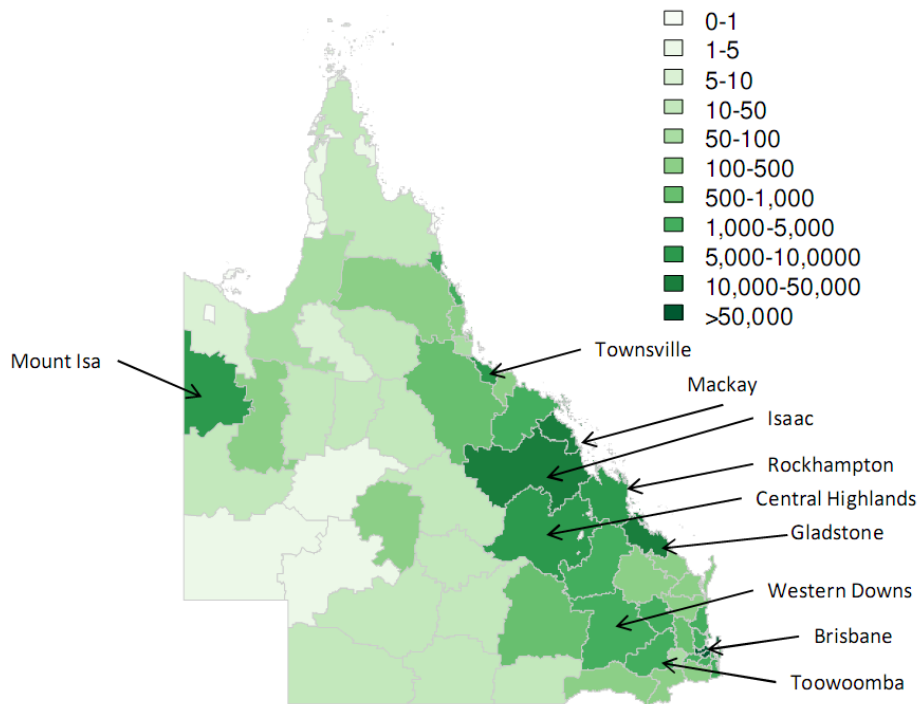 0-1
1-5
5-10
10-50
50-100
100-500
500-1,000
1,000-5,000
5,000-10,0000
10,000-50,000
>50,000
Townsville
Mount Isa
Mackay
Isaac
Rockhampton
Central Highlands
Gladstone
Western Downs
Brisbane
Toowoomba